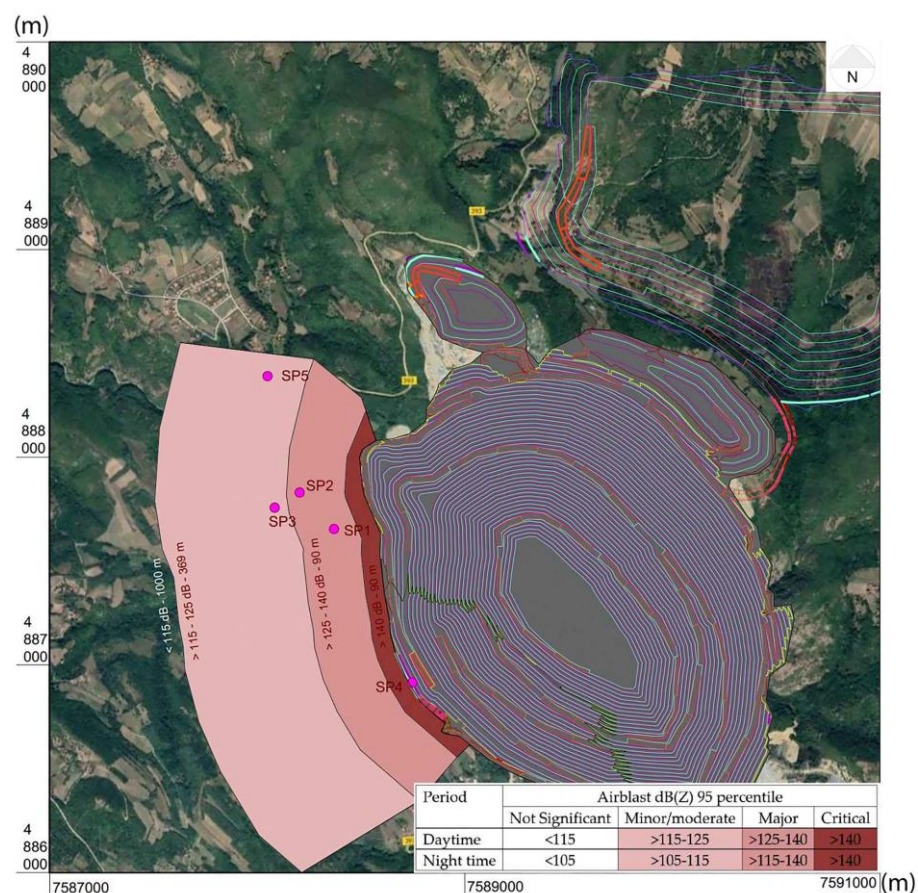 (m)
4
890
000
N
393
4
889
000
393
SP5
4
888
000
SP2
SP3
SP1
< 115 dB - 1000 m
> 115 - 125 dB - 369 m
> 125 - 140 dB - 90 m
> 140 dB - 90 m
4
887
000
SP4
Period Airblast dB(Z) 95 percentile
Not Significant Minor/moderate Major Critical
Daytime <115 >115-125 >125-140 >140
Night time <105 >105-115 >115-140 >140
4
886
000
7587000 7589000 7591000 (m)